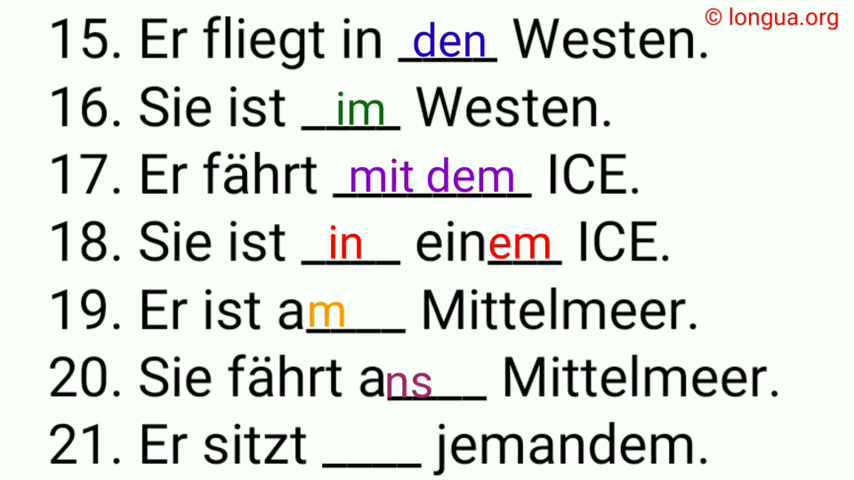 © longua.org
15. Er fliegt in den Westen.
16. Sie ist im Westen.
17. Er fährt mit dem ICE.
18. Sie ist in einem ICE.
19. Er ist am Mittelmeer.
20. Sie fährt ans Mittelmeer.
21. Er sitzt ____ jemandem.